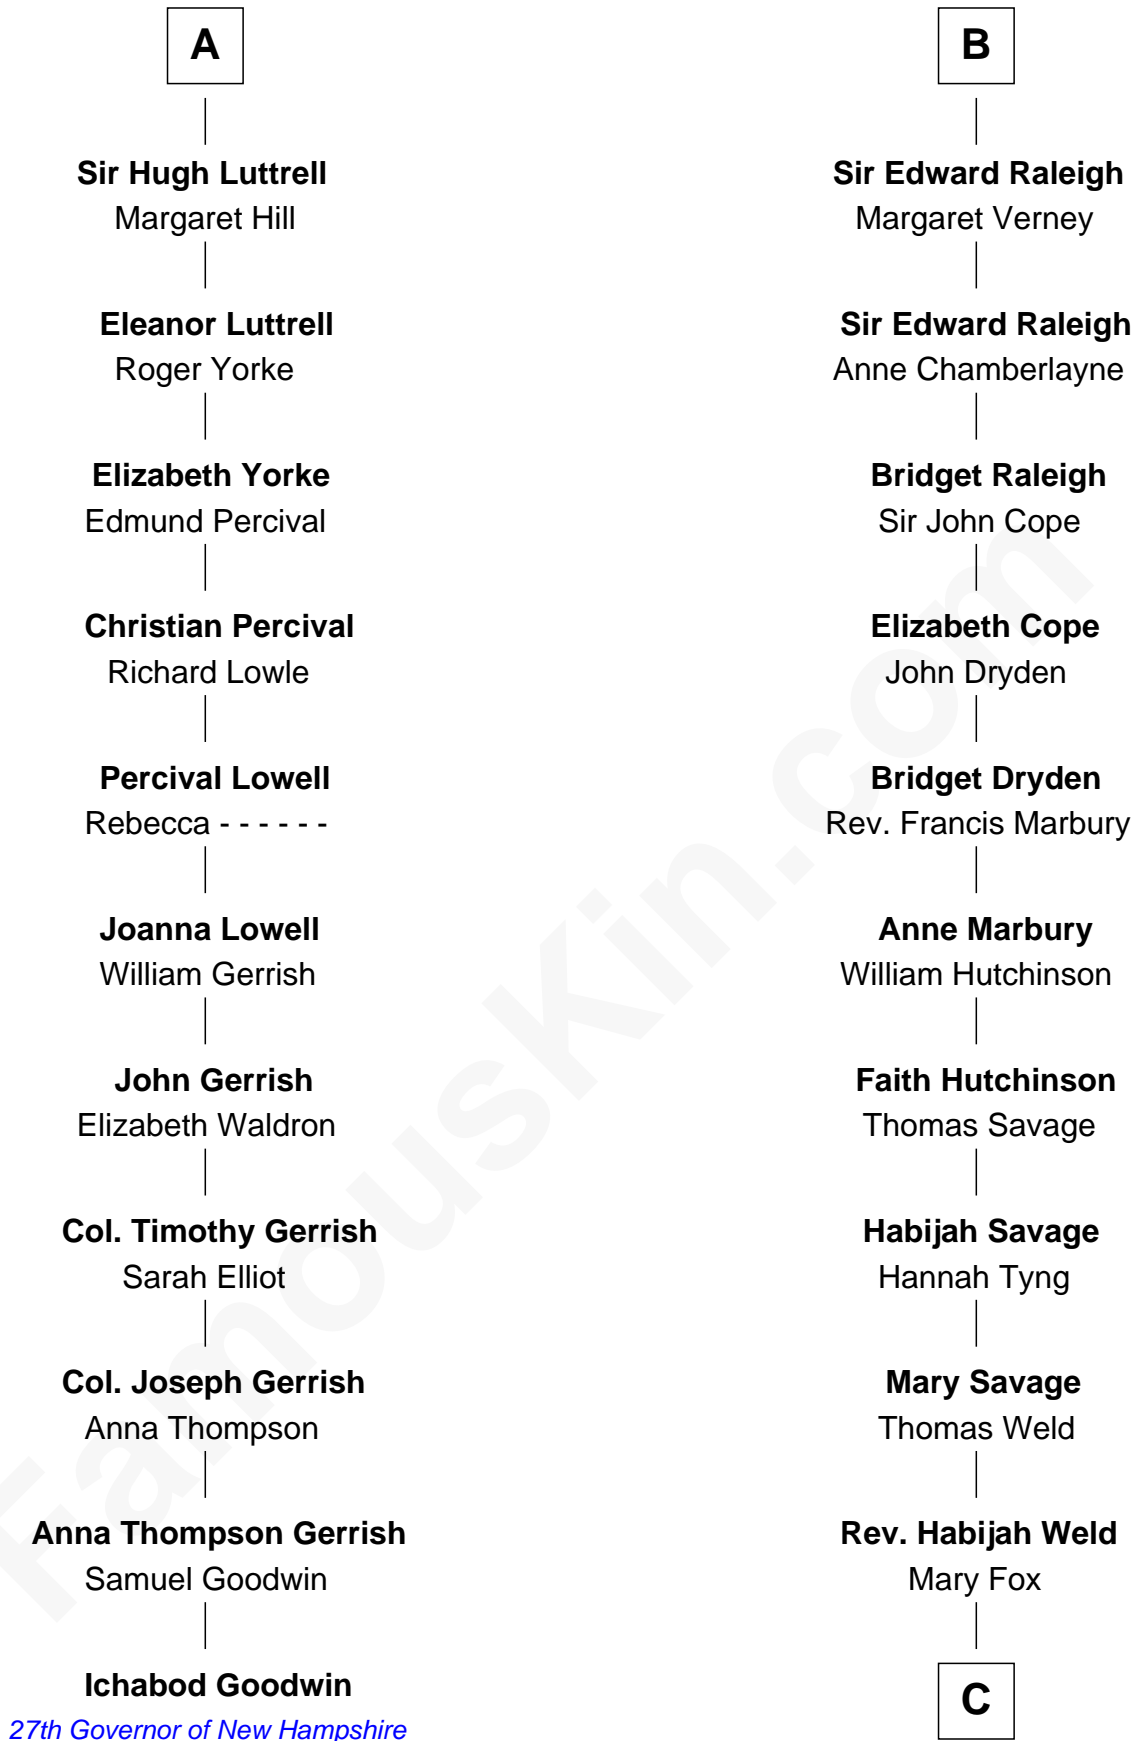 A
Sir Hugh Luttrell
Margaret Hill
Eleanor Luttrell
Roger Yorke
Elizabeth Yorke
Edmund Percival
Christian Percival
Richard Lowle
Percival Lowell
Rebecca - - - - - -
Joanna Lowell
William Gerrish
John Gerrish
Elizabeth Waldron
Col. Timothy Gerrish
Sarah Elliot
Col. Joseph Gerrish
Anna Thompson
Anna Thompson Gerrish
Samuel Goodwin
Ichabod Goodwin
27th Governor of New Hampshire
B
Sir Edward Raleigh
Margaret Verney
Sir Edward Raleigh
Anne Chamberlayne
Bridget Raleigh
Sir John Cope
Elizabeth Cope
John Dryden
Bridget Dryden
Rev. Francis Marbury
Anne Marbury
William Hutchinson
Faith Hutchinson
Thomas Savage
Habijah Savage
Hannah Tyng
Mary Savage
Thomas Weld
Rev. Habijah Weld
Mary Fox
C
FamousKin.com